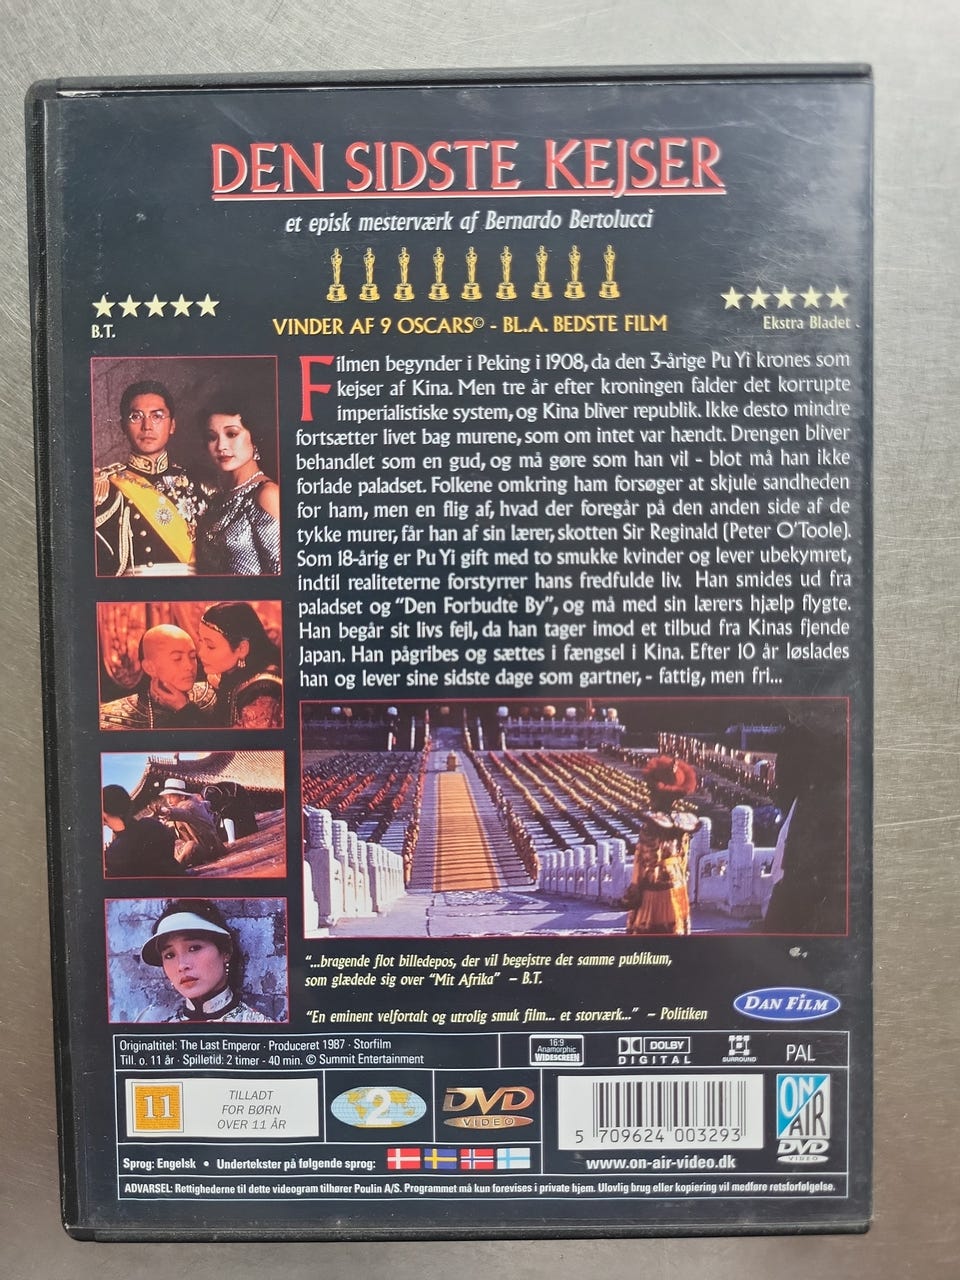 DEN SIDSTE KEJSER
et episk mesterværk af Bernardo Bertolucci
B.T.
VINDER AF 9 OSCARS© - BL.A. BEDSTE FILM
Ekstra Bladet
Filmen begynder i Peking i 1908, da den 3-årige Pu Yi krones som
kejser af Kina. Men tre år efter kroningen falder det korrupte
imperialistiske system, og Kina bliver republik. Ikke desto mindre
fortsætter livet bag murene, som om intet var hændt. Drengen bliver
behandlet som en gud, og må gøre som han vil - blot må han ikke
forlade paladset. Folkene omkring ham forsøger at skjule sandheden
for ham, men en flig af, hvad der foregår på den anden side af de
tykke murer, får han af sin lærer, skotten Sir Reginald (Peter O'Toole).
Som 18-årig er Pu Yi gift med to smukke kvinder og lever ubekymret,
indtil realiteterne forstyrrer hans fredfulde liv. Han smides ud fra
paladset og "Den Forbudte By", og må med sin lærers hjælp flygte.
Han begår sit livs fejl, da han tager imod et tilbud fra Kinas fjende
Japan. Han pågribes og sættes i fængsel i Kina. Efter 10 år løslades
han og lever sine sidste dage som gartner, - fattig, men fri...
"...bragende flot billedepos, der vil begejstre det samme publikum,
som glædede sig over "Mit Afrika" – B.T.
"En eminent velfortalt og utrolig smuk film... et storværk..." – Politiken
DAN FILM
Originaltitel: The Last Emperor · Produceret 1987 · Storfilm
Till. o. 11 år · Spilletid: 2 timer - 40 min. © Summit Entertainment
16:9
Anamorphic
WIDESCREEN
DOLBY
DIGITAL
SURROUND
PAL
11
TILLADT
FOR BØRN
OVER 11 ÅR
2
DVD
VIDEO
5 709624 003293
ON
AIR
DVD
VIDEO
Sprog: Engelsk • Undertekster på følgende sprog:
www.on-air-video.dk
ADVARSEL: Rettighederne til dette videogram tilhører Poulin A/S. Programmet må kun forevises i private hjem. Ulovlig brug eller kopiering vil medføre retsforfølgelse.